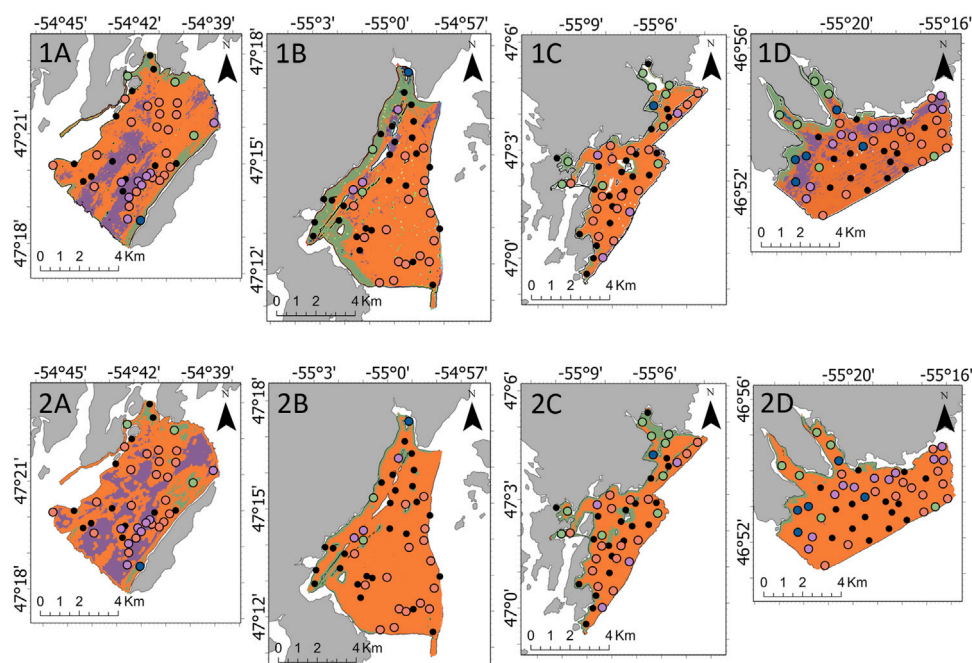 -54°45' -54°42' -54°39'
-55°3' -55°0' -54°57'
-55°9' -55°6'
-55°20' -55°16'
1A N
47°21'
47°18'
0 2 4 Km
1B N
47°18'
47°15'
47°12'
0 2 4 Km
1C N
47°6'
47°3'
47°0'
0 1 2 4 Km
1D N
46°56'
46°52'
0 1 2 4 Km
-54°45' -54°42' -54°39'
-55°3' -55°0' -54°57'
-55°9' -55°6'
-55°20' -55°16'
2A N
47°21'
47°18'
0 1 2 4 Km
2B N
47°18'
47°15'
47°12'
0 1 2 4 Km
2C N
47°6'
47°3'
47°0'
0 1 2 4 Km
2D N
46°56'
46°52'
0 1 2 4 Km